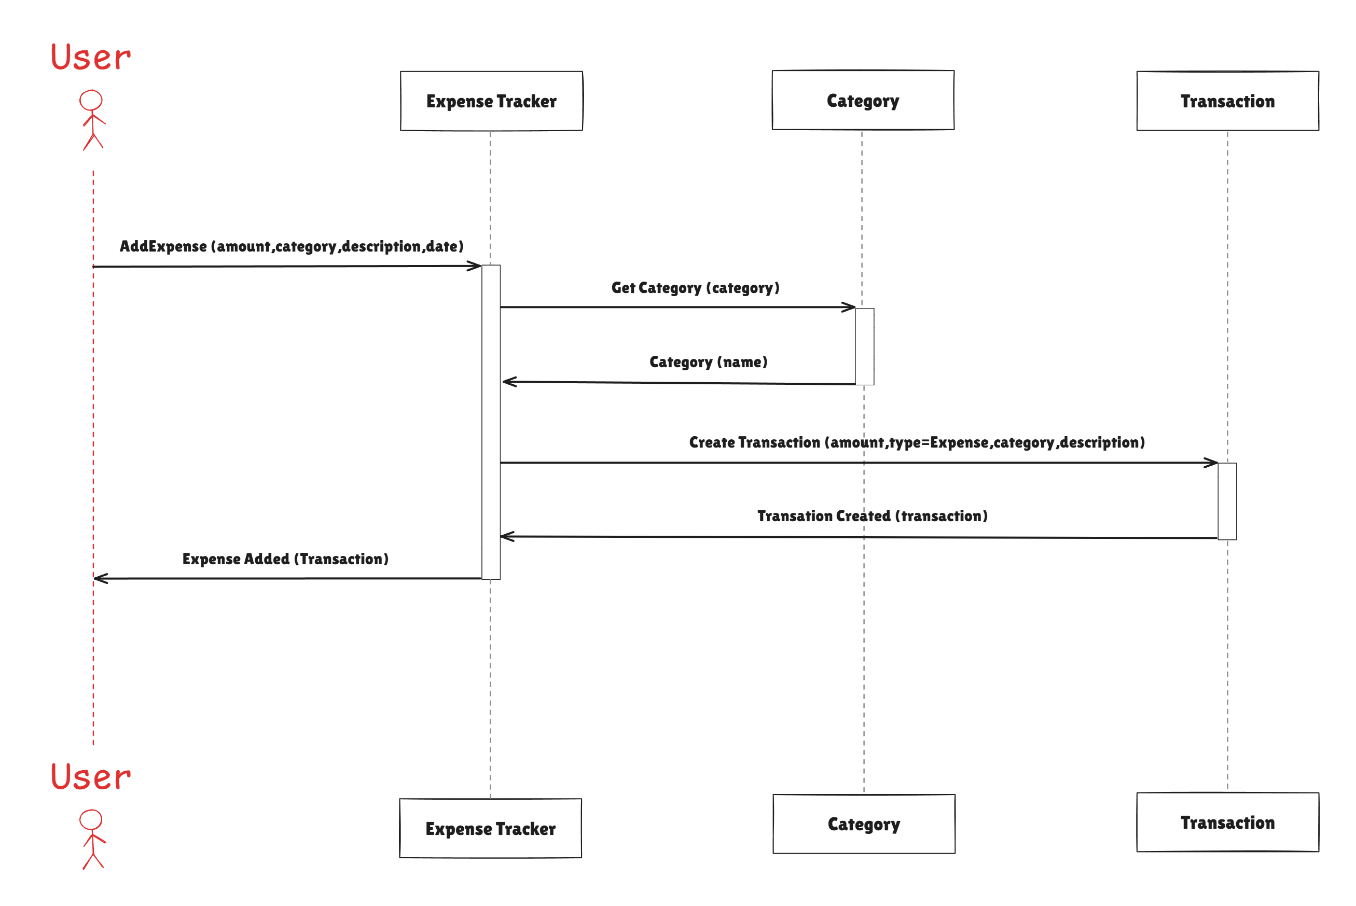 User
Expense Tracker
Category
Transaction
AddExpense (amount,category,description,date)
Get Category (category)
Category (name)
Create Transaction (amount,type=Expense,category,description)
Transation Created (transaction)
Expense Added (Transaction)
User
Expense Tracker
Category
Transaction